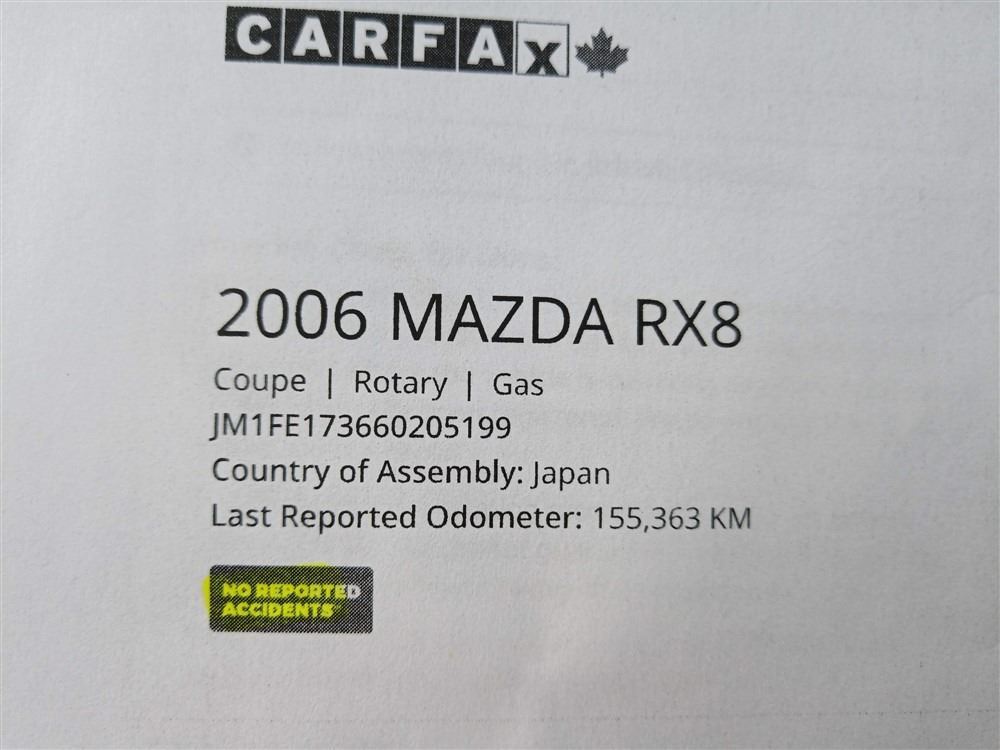 CARFAX
2006 MAZDA RX8
Coupe | Rotary | Gas
JM1FE173660205199
Country of Assembly: Japan
Last Reported Odometer: 155,363 KM
NO REPORTED
ACCIDENTS™